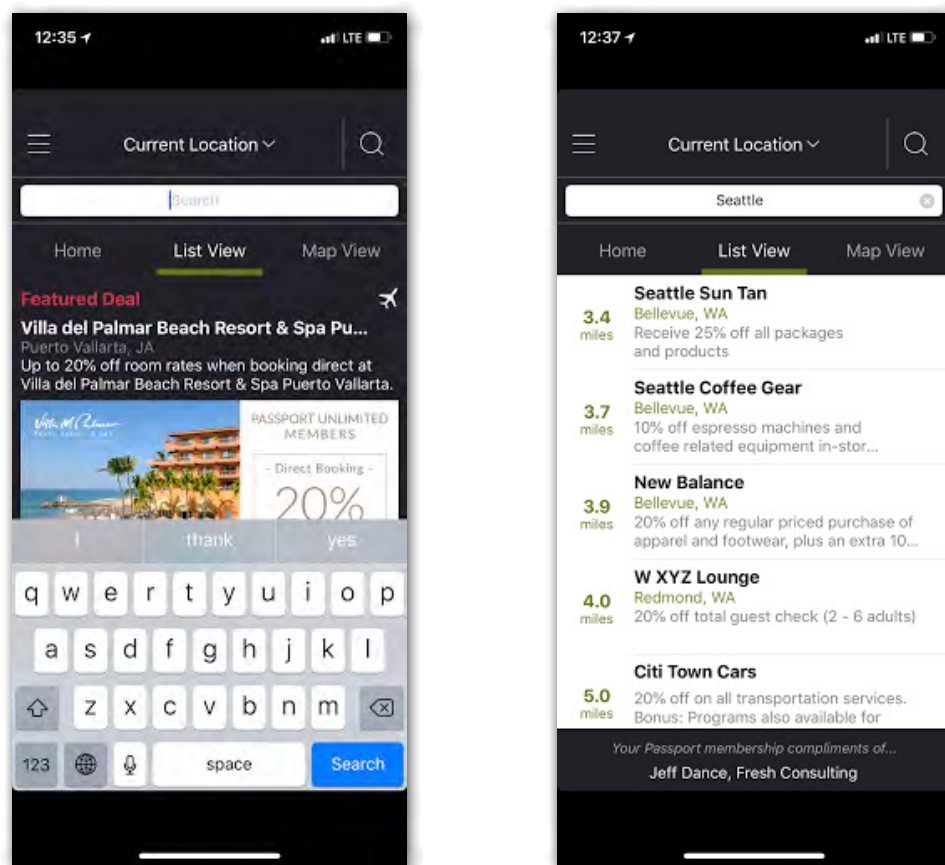 12:35
LTE
Current Location
Search
Home List View Map View
Featured Deal
Villa del Palmar Beach Resort & Spa Pu...
Puerto Vallarta, JA
Up to 20% off room rates when booking direct at
Villa del Palmar Beach Resort & Spa Puerto Vallarta.
PASSPORT UNLIMITED
MEMBERS
- Direct Booking -
20%
I thank yes
q w e r t y u i o p
a s d f g h j k l
z x c v b n m
123 space Search
12:37
LTE
Current Location
Seattle
Home List View Map View
Seattle Sun Tan
3.4 miles
Bellevue, WA
Receive 25% off all packages
and products
Seattle Coffee Gear
3.7 miles
Bellevue, WA
10% off espresso machines and
coffee related equipment in-stor...
New Balance
3.9 miles
Bellevue, WA
20% off any regular priced purchase of
apparel and footwear, plus an extra 10...
W XYZ Lounge
4.0 miles
Redmond, WA
20% off total guest check (2 - 6 adults)
Citi Town Cars
5.0 miles
20% off on all transportation services.
Bonus: Programs also available for
Your Passport membership compliments of...
Jeff Dance, Fresh Consulting